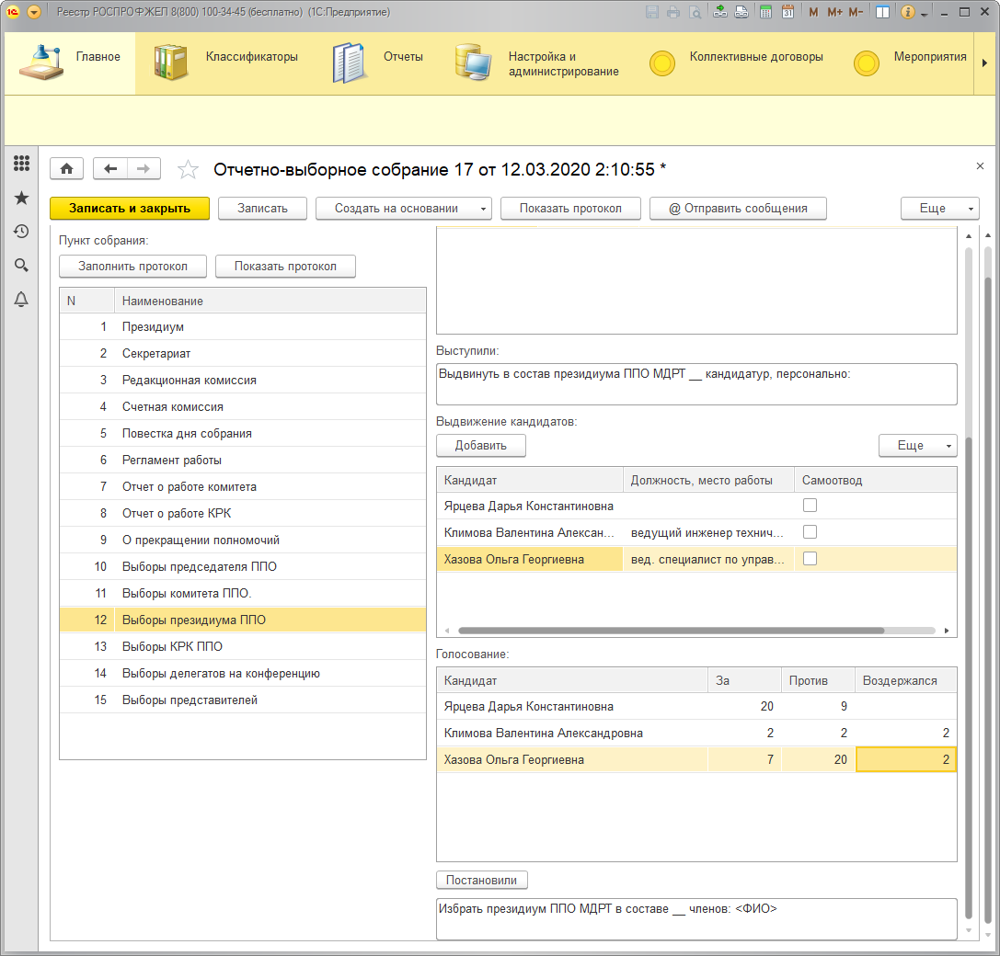 Реестр РОСПРОФЖЕЛ 8(800) 100-34-45 (бесплатно) (1С:Предприятие)
M M+ M-
31
Главное
Классификаторы
Отчеты
Настройка и
администрирование
Коллективные договоры
Мероприятия
Отчетно-выборное собрание 17 от 12.03.2020 2:10:55 *
Записать и закрыть
Записать
Создать на основании
Показать протокол
@ Отправить сообщения
Еще
Пункт собрания:
Заполнить протокол
Показать протокол
N Наименование
1 Президиум
2 Секретариат
3 Редакционная комиссия
4 Счетная комиссия
5 Повестка дня собрания
6 Регламент работы
7 Отчет о работе комитета
8 Отчет о работе КРК
9 О прекращении полномочий
10 Выборы председателя ППО
11 Выборы комитета ППО.
12 Выборы президиума ППО
13 Выборы КРК ППО
14 Выборы делегатов на конференцию
15 Выборы представителей
Выступили:
Выдвинуть в состав президиума ППО МДРТ __ кандидатур, персонально:
Выдвижение кандидатов:
Добавить
Еще
Кандидат Должность, место работы Самоотвод
Ярцева Дарья Константиновна
Климова Валентина Алексан... ведущий инженер технич...
Хазова Ольга Георгиевна вед. специалист по управ...
Голосование:
Кандидат За Против Воздержался
Ярцева Дарья Константиновна 20 9
Климова Валентина Александровна 2 2 2
Хазова Ольга Георгиевна 7 20 2
Постановили
Избрать президиум ППО МДРТ в составе __ членов: <ФИО>